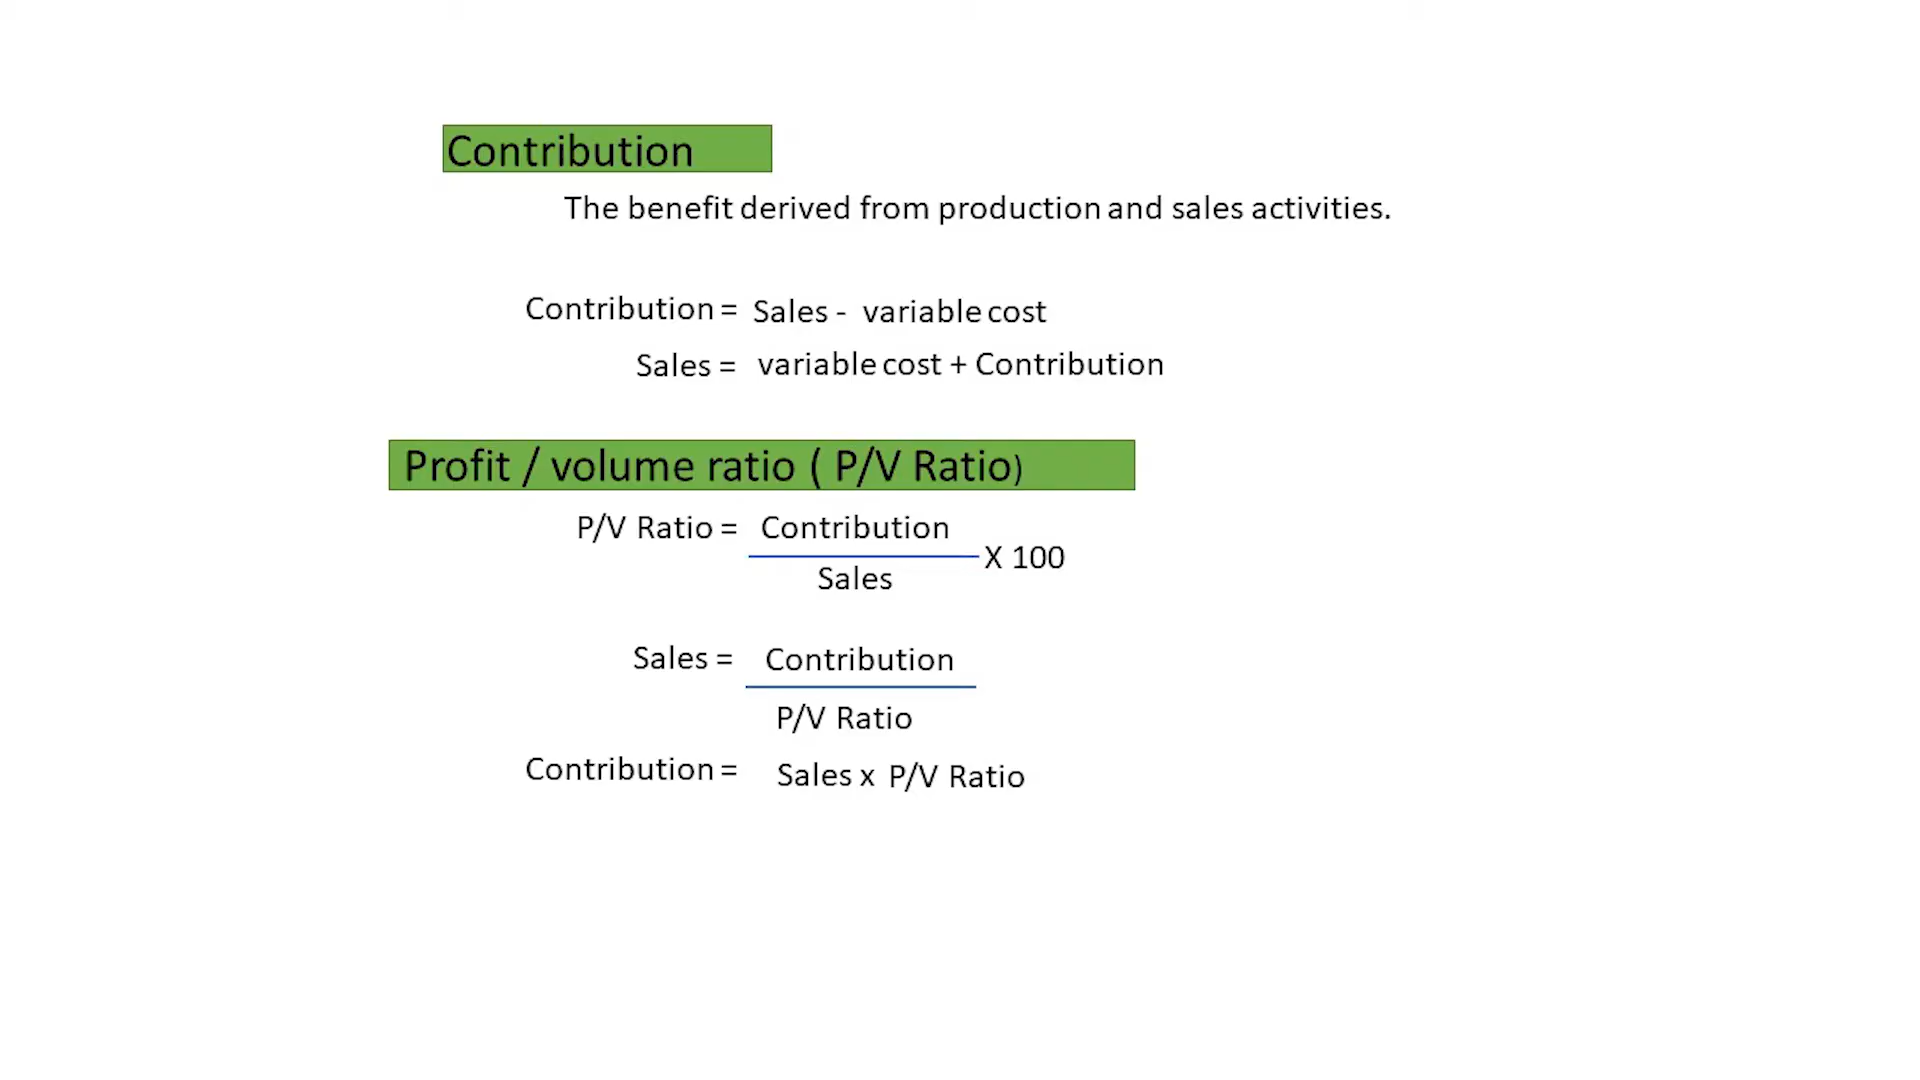 Contribution
The benefit derived from production and sales activities.
Contribution = Sales - variable cost
Sales = variable cost + Contribution
Profit / volume ratio ( P/V Ratio)
P/V Ratio = Contribution
X 100
Sales
Sales = Contribution
P/V Ratio
Contribution = Sales x P/V Ratio